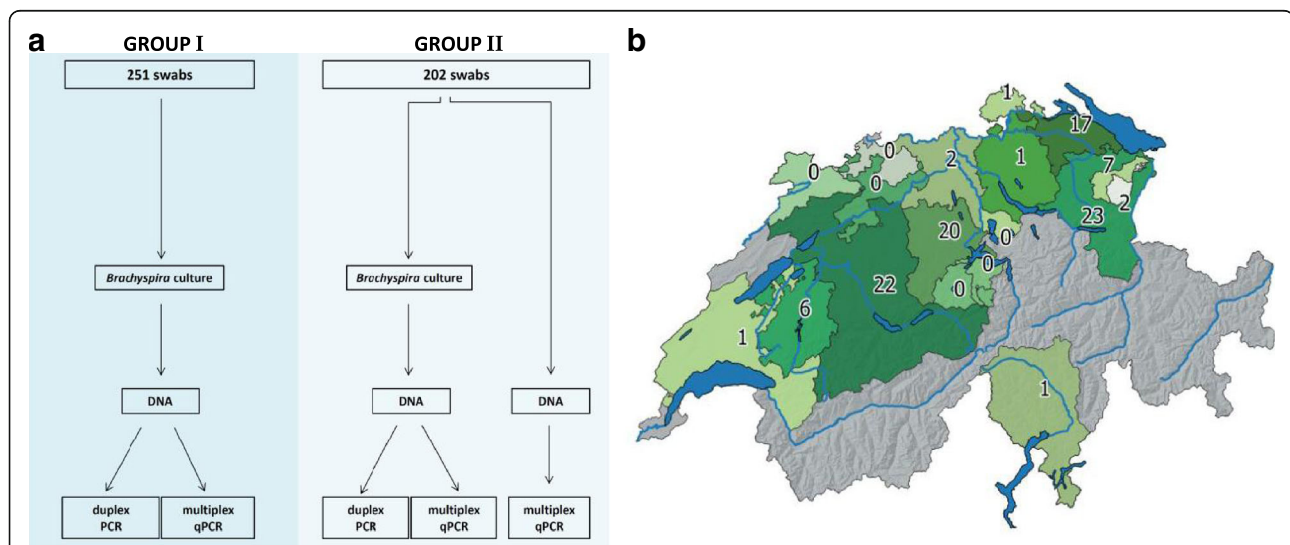 a
GROUP I
GROUP II
251 swabs
202 swabs
Brachyspira culture
Brochyspira culture
DNA
DNA
DNA
duplex
PCR
multiplex
qPCR
duplex
PCR
multiplex
qPCR
multiplex
qPCR
b
1
17
0
0
0
2
1
7
2
23
20
0
0
0
22
6
1
1